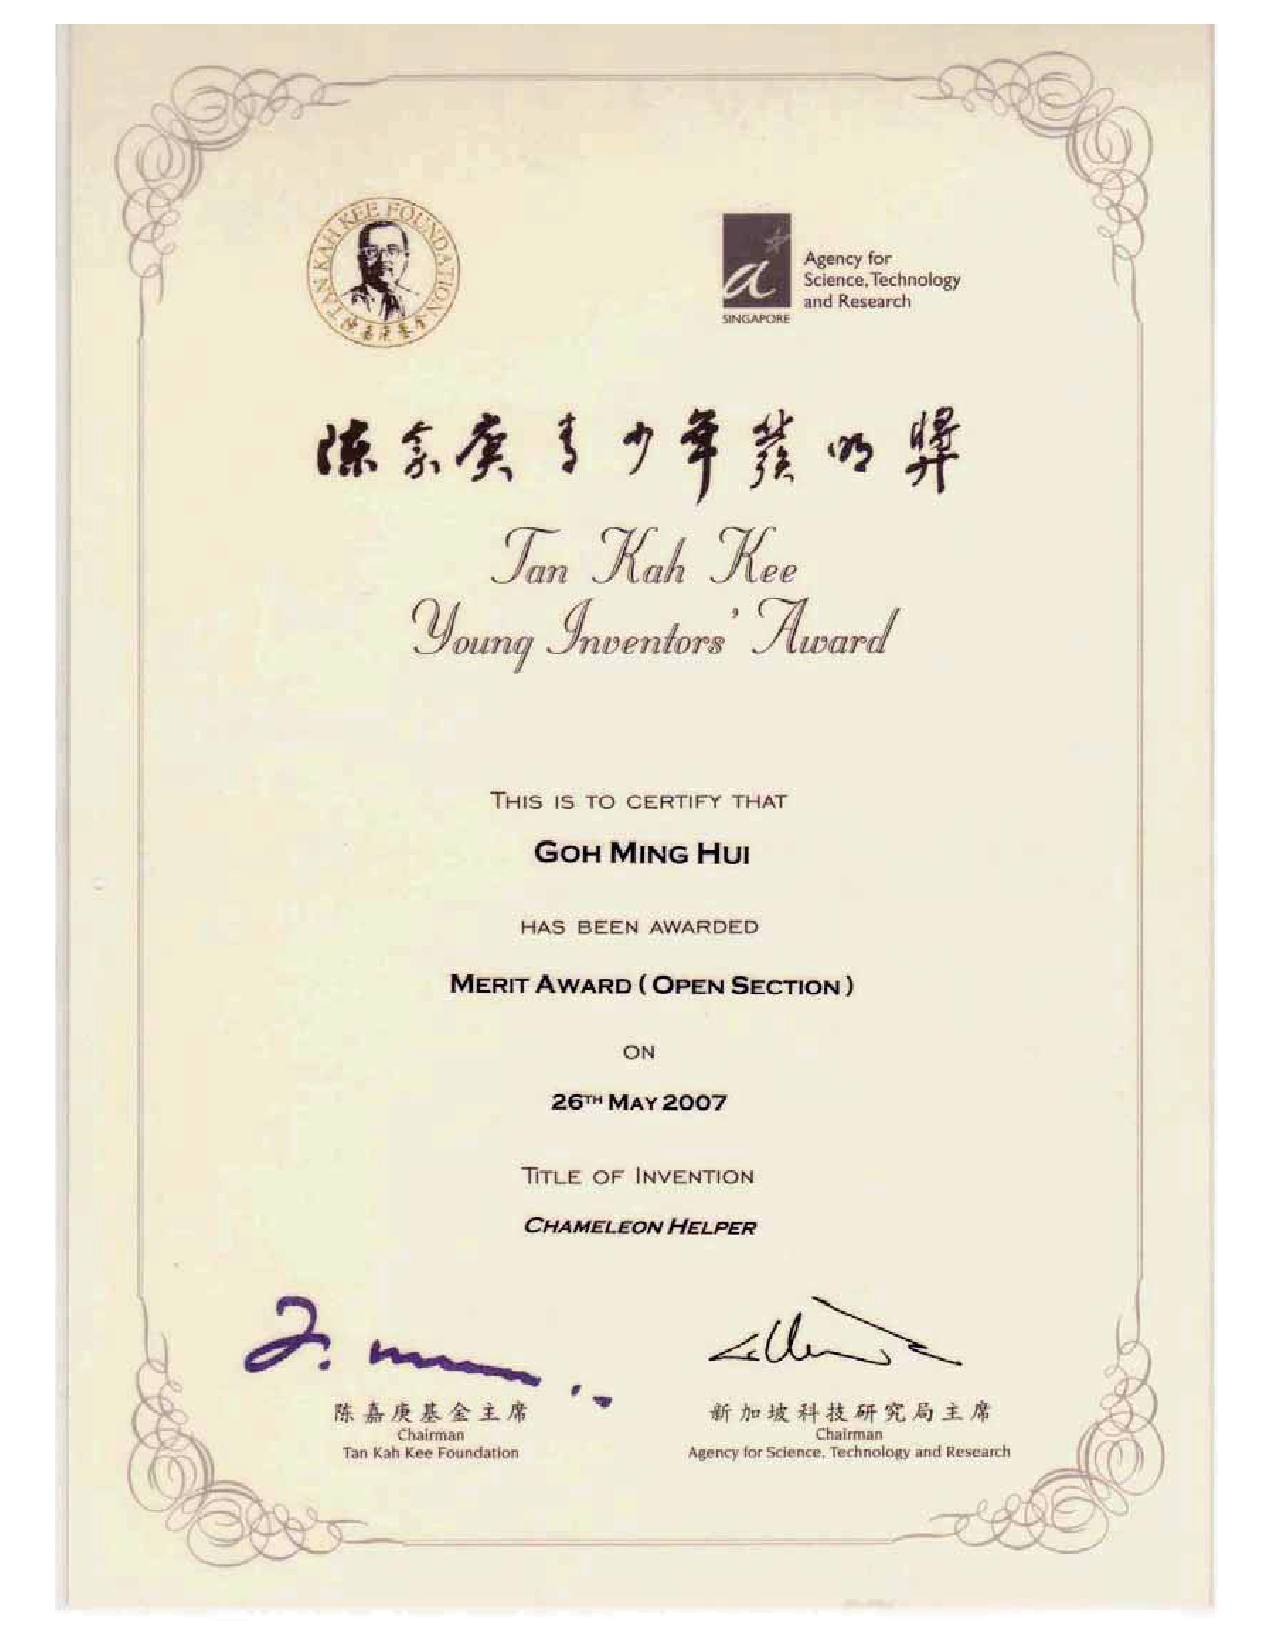 TAN KAH KEE FOUNDATION
陈嘉庚基金
a
SINGAPORE
Agency for
Science, Technology
and Research
陳嘉庚青少年發明獎
Tan Kah Kee
Young Inventors' Award
THIS IS TO CERTIFY THAT
GOH MING HUI
HAS BEEN AWARDED
MERIT AWARD ( OPEN SECTION )
ON
26TH MAY 2007
TITLE OF INVENTION
CHAMELEON HELPER
陈嘉庚基金主席
Chairman
Tan Kah Kee Foundation
新加坡科技研究局主席
Chairman
Agency for Science, Technology and Research